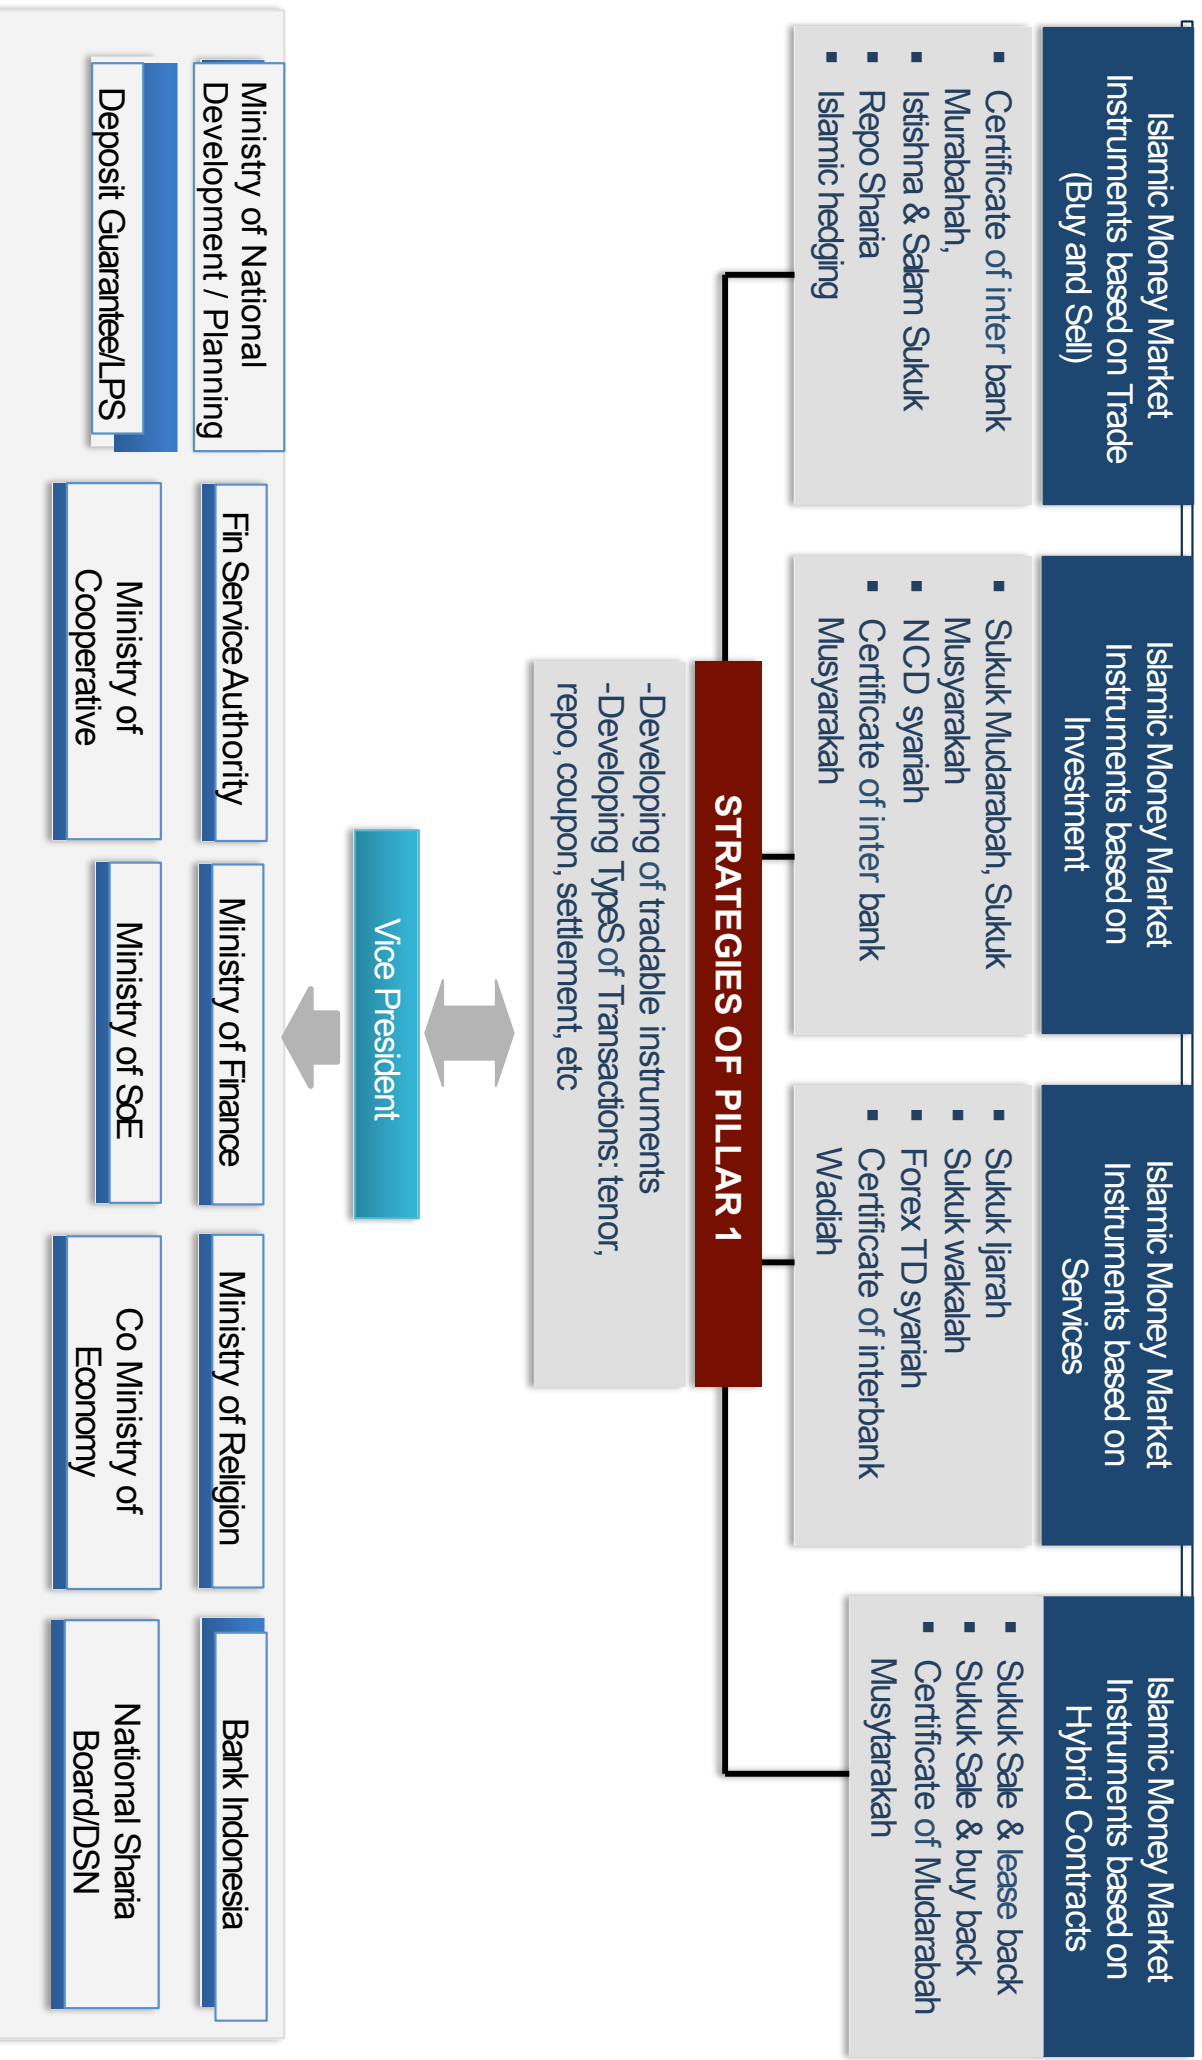 Islamic Money Market
Instruments based on Trade
(Buy and Sell)
▪ Certificate of inter bank
Murabahah,
▪ Istishna & Salam Sukuk
▪ Repo Sharia
▪ Islamic hedging
Islamic Money Market
Instruments based on
Investment
▪ Sukuk Mudarabah, Sukuk
Musyarakah
▪ NCD syariah
▪ Certificate of inter bank
Musyarakah
Islamic Money Market
Instruments based on
Services
▪ Sukuk Ijarah
▪ Sukuk wakalah
▪ Forex TD syariah
▪ Certificate of interbank
Wadiah
Islamic Money Market
Instruments based on
Hybrid Contracts
▪ Sukuk Sale & lease back
▪ Sukuk Sale & buy back
▪ Certificate of Mudarabah
Musytarakah
STRATEGIES OF PILLAR 1
-Developing of tradable instruments
-Developing TypeS of Transactions: tenor,
repo, coupon, settlement, etc
Vice President
Ministry of National
Development / Planning
Fin Service Authority
Ministry of Finance
Ministry of Religion
Bank Indonesia
Deposit Guarantee/LPS
Ministry of
Cooperative
Ministry of SoE
Co Ministry of
Economy
National Sharia
Board/DSN